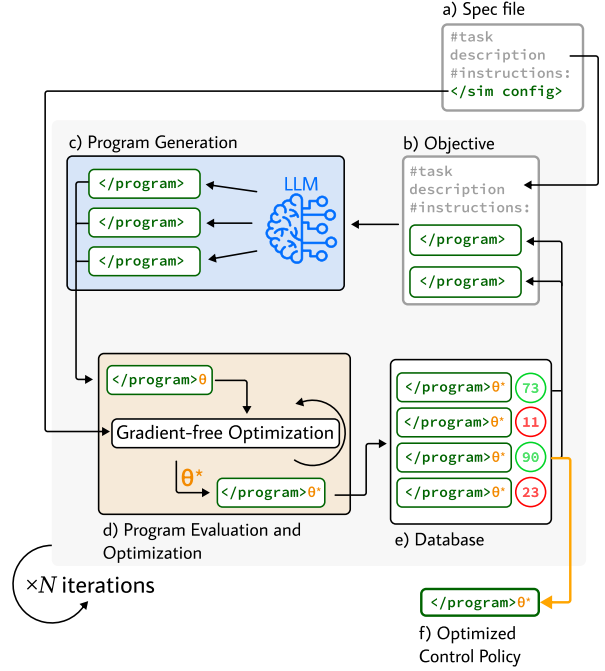 a) Spec file
#task
description
#instructions:
</sim config>
c) Program Generation
</program>
</program>
</program>
LLM
b) Objective
#task
description
#instructions:
</program>
</program>
</program>θ
Gradient-free Optimization
θ*
</program>θ*
d) Program Evaluation and
Optimization
</program>θ* 73
</program>θ* 11
</program>θ* 90
</program>θ* 23
e) Database
×N iterations
</program>θ*
f) Optimized
Control Policy